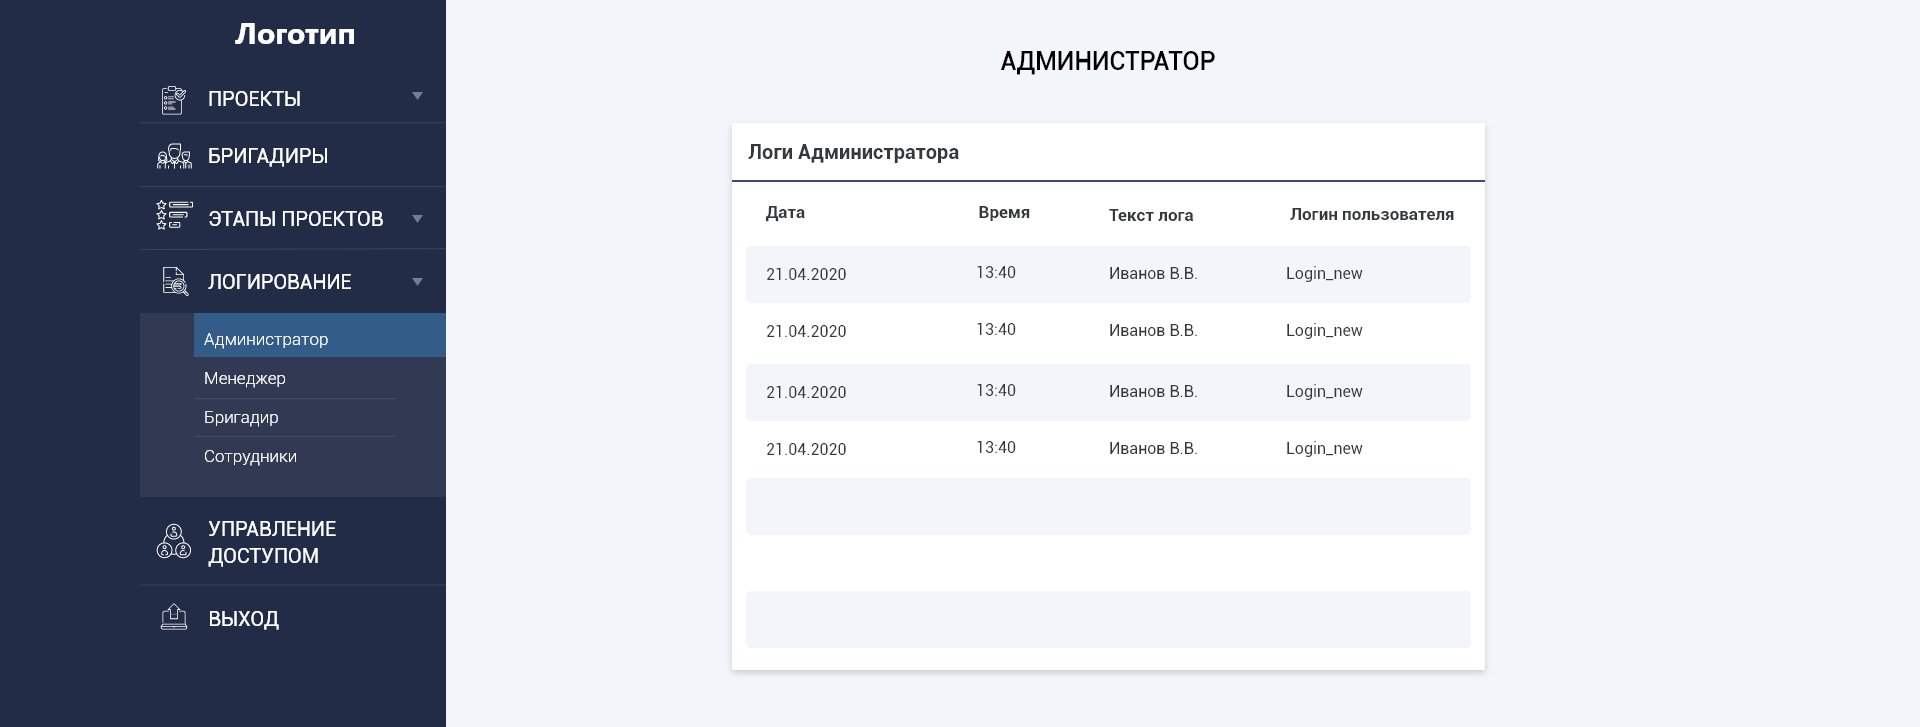 Логотип
ПРОЕКТЫ
БРИГАДИРЫ
ЭТАПЫ ПРОЕКТОВ
ЛОГИРОВАНИЕ
Администратор
Менеджер
Бригадир
Сотрудники
УПРАВЛЕНИЕ
ДОСТУПОМ
ВЫХОД
АДМИНИСТРАТОР
Логи Администратора
Дата Время Текст лога Логин пользователя
21.04.2020 13:40 Иванов В.В. Login_new
21.04.2020 13:40 Иванов В.В. Login_new
21.04.2020 13:40 Иванов В.В. Login_new
21.04.2020 13:40 Иванов В.В. Login_new